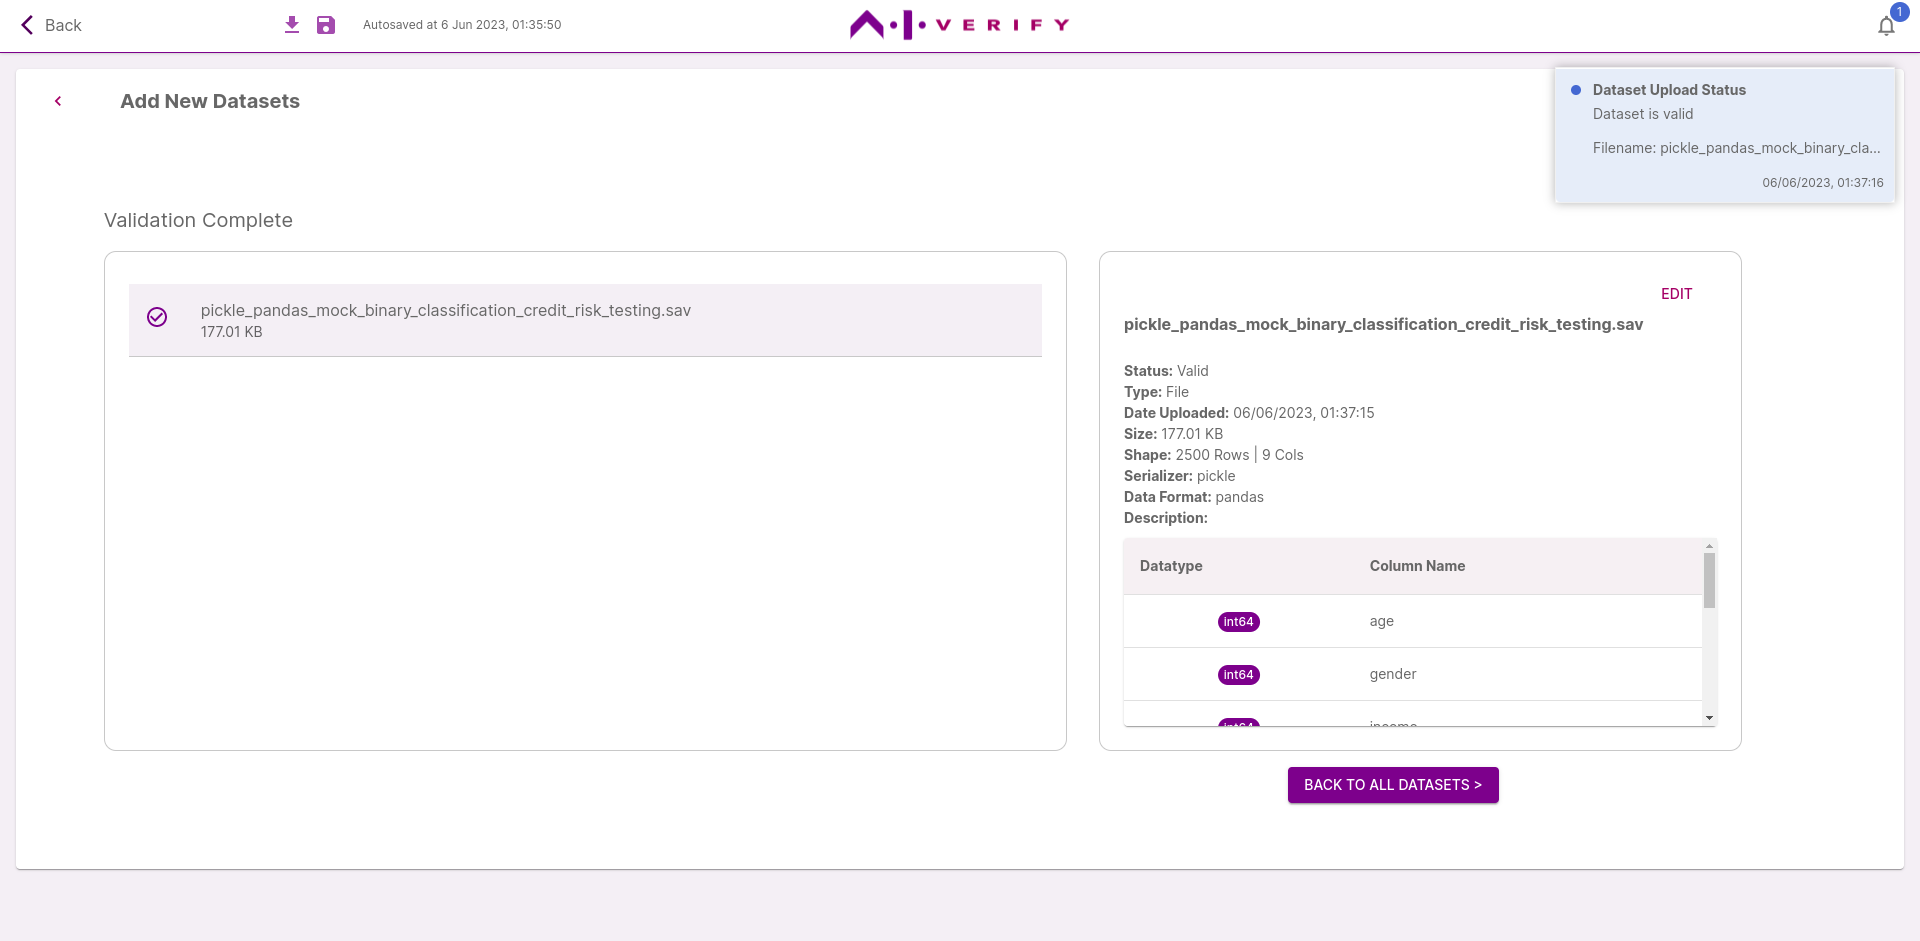 Back
Autosaved at 6 Jun 2023, 01:35:50
A·I·VERIFY
1
Add New Datasets
Dataset Upload Status
Dataset is valid
Filename: pickle_pandas_mock_binary_cla...
06/06/2023, 01:37:16
Validation Complete
pickle_pandas_mock_binary_classification_credit_risk_testing.sav
177.01 KB
EDIT
pickle_pandas_mock_binary_classification_credit_risk_testing.sav
Status: Valid
Type: File
Date Uploaded: 06/06/2023, 01:37:15
Size: 177.01 KB
Shape: 2500 Rows | 9 Cols
Serializer: pickle
Data Format: pandas
Description:
Datatype Column Name
int64 age
int64 gender
int64 income
BACK TO ALL DATASETS >